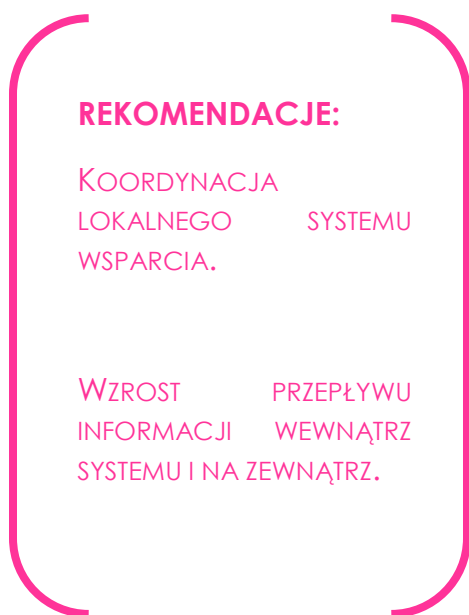 REKOMENDACJE:
KOORDYNACJA
LOKALNEGO SYSTEMU
WSPARCIA.
WZROST PRZEPŁYWU
INFORMACJI WEWNĄTRZ
SYSTEMU I NA ZEWNĄTRZ.